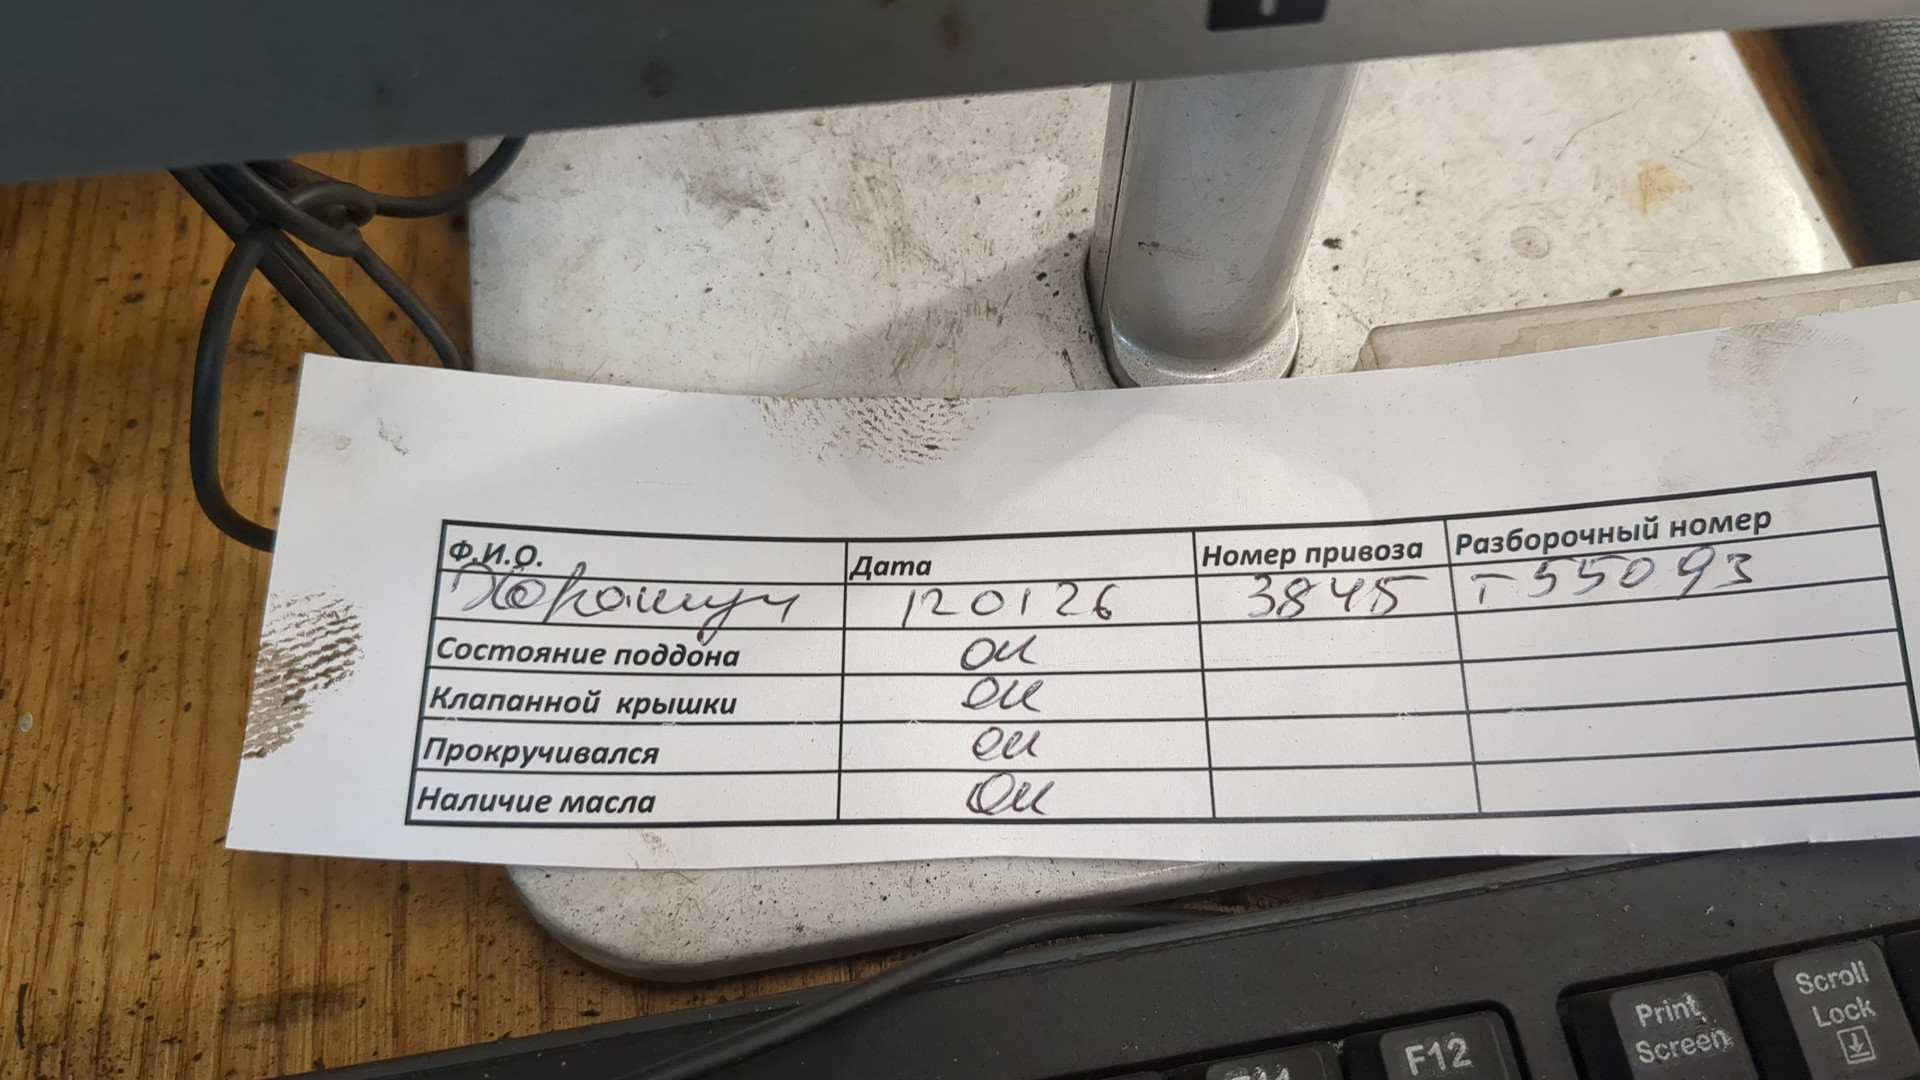 Ф.И.О. Дата Номер привоза Разборочный номер
120126 3845 T55093
Состояние поддона ок
Клапанной крышки ок
Прокручивался ок
Наличие масла ок
Print Screen
Scroll Lock
F12